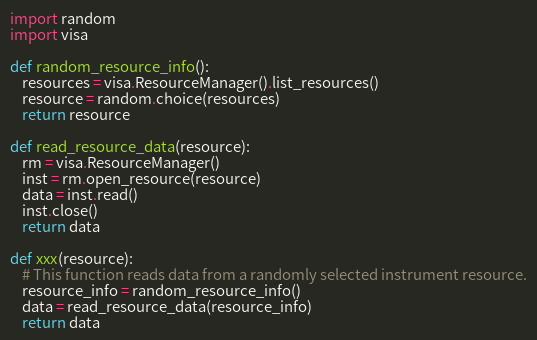 import random
import visa

def random_resource_info():
    resources = visa.ResourceManager().list_resources()
    resource = random.choice(resources)
    return resource

def read_resource_data(resource):
    rm = visa.ResourceManager()
    inst = rm.open_resource(resource)
    data = inst.read()
    inst.close()
    return data

def xxx(resource):
    # This function reads data from a randomly selected instrument resource.
    resource_info = random_resource_info()
    data = read_resource_data(resource_info)
    return data